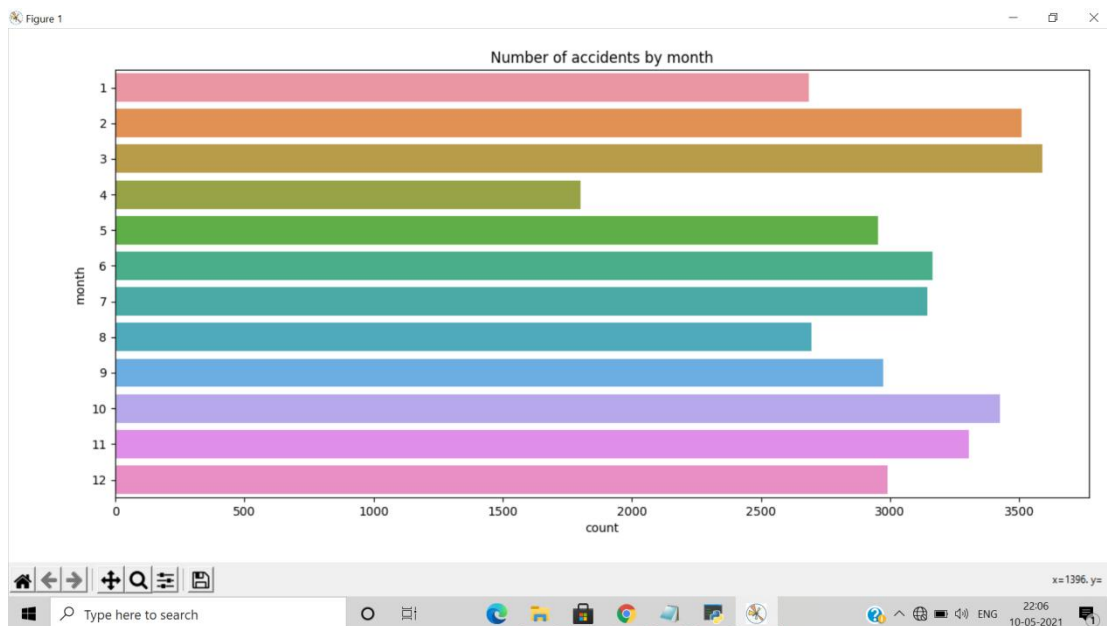 Figure 1
Number of accidents by month
month
1
2
3
4
5
6
7
8
9
10
11
12
0 500 1000 1500 2000 2500 3000 3500
count
x=1396. y=
Type here to search
ENG
22:06
10-05-2021
1